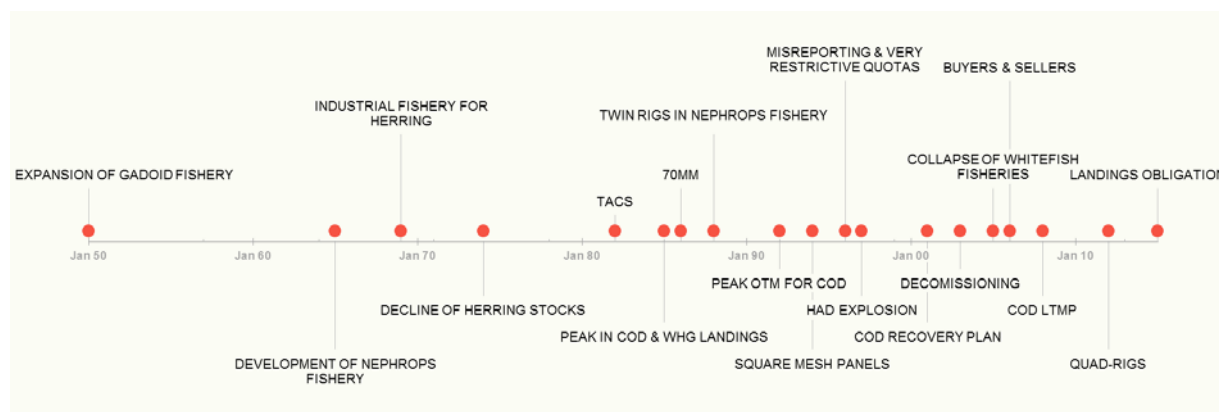 MISREPORTING & VERY
RESTRICTIVE QUOTAS
BUYERS & SELLERS
INDUSTRIAL FISHERY FOR
HERRING
TWIN RIGS IN NEPHROPS FISHERY
COLLAPSE OF WHITEFISH
FISHERIES
EXPANSION OF GADOID FISHERY
70MM
LANDINGS OBLIGATION
TACS
Jan 50
Jan 60
Jan 70
Jan 80
Jan 90
Jan 00
Jan 10
PEAK OTM FOR COD
DECOMISSIONING
DECLINE OF HERRING STOCKS
HAD EXPLOSION
COD LTMP
PEAK IN COD & WHG LANDINGS
COD RECOVERY PLAN
DEVELOPMENT OF NEPHROPS
FISHERY
SQUARE MESH PANELS
QUAD-RIGS